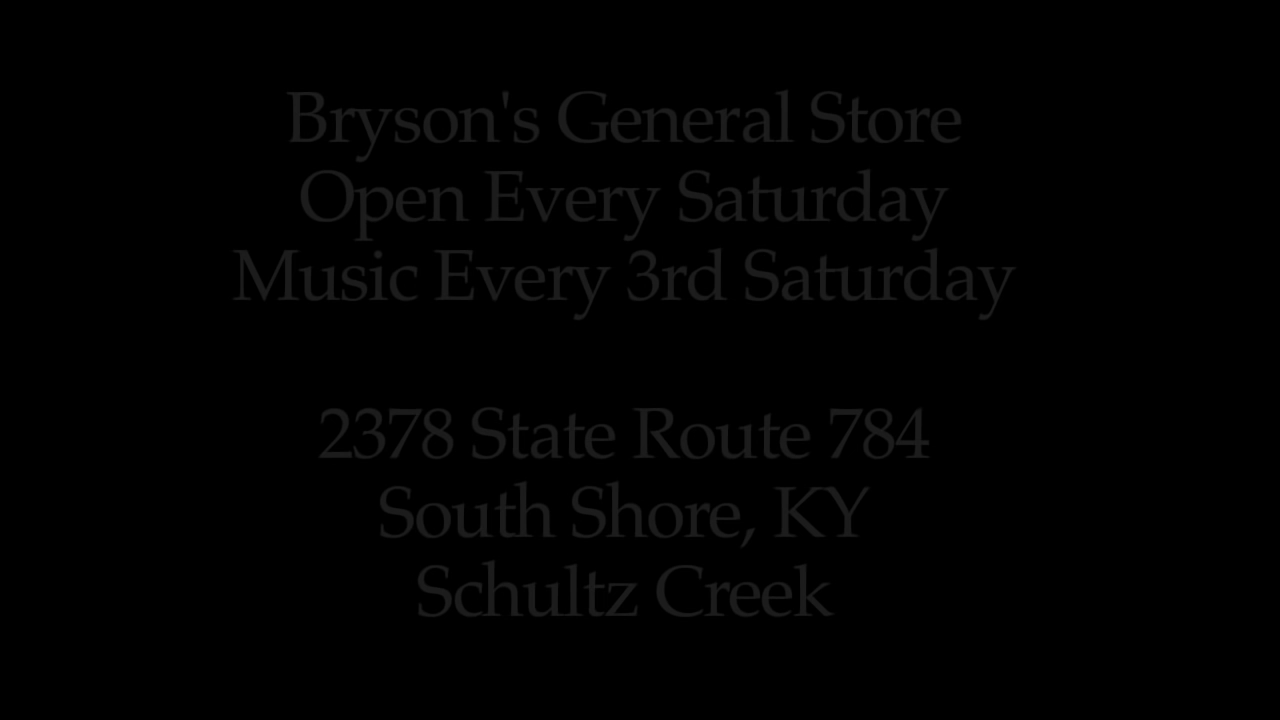 Bryson's General Store
Open Every Saturday
Music Every 3rd Saturday
2378 State Route 784
South Shore, KY
Schultz Creek